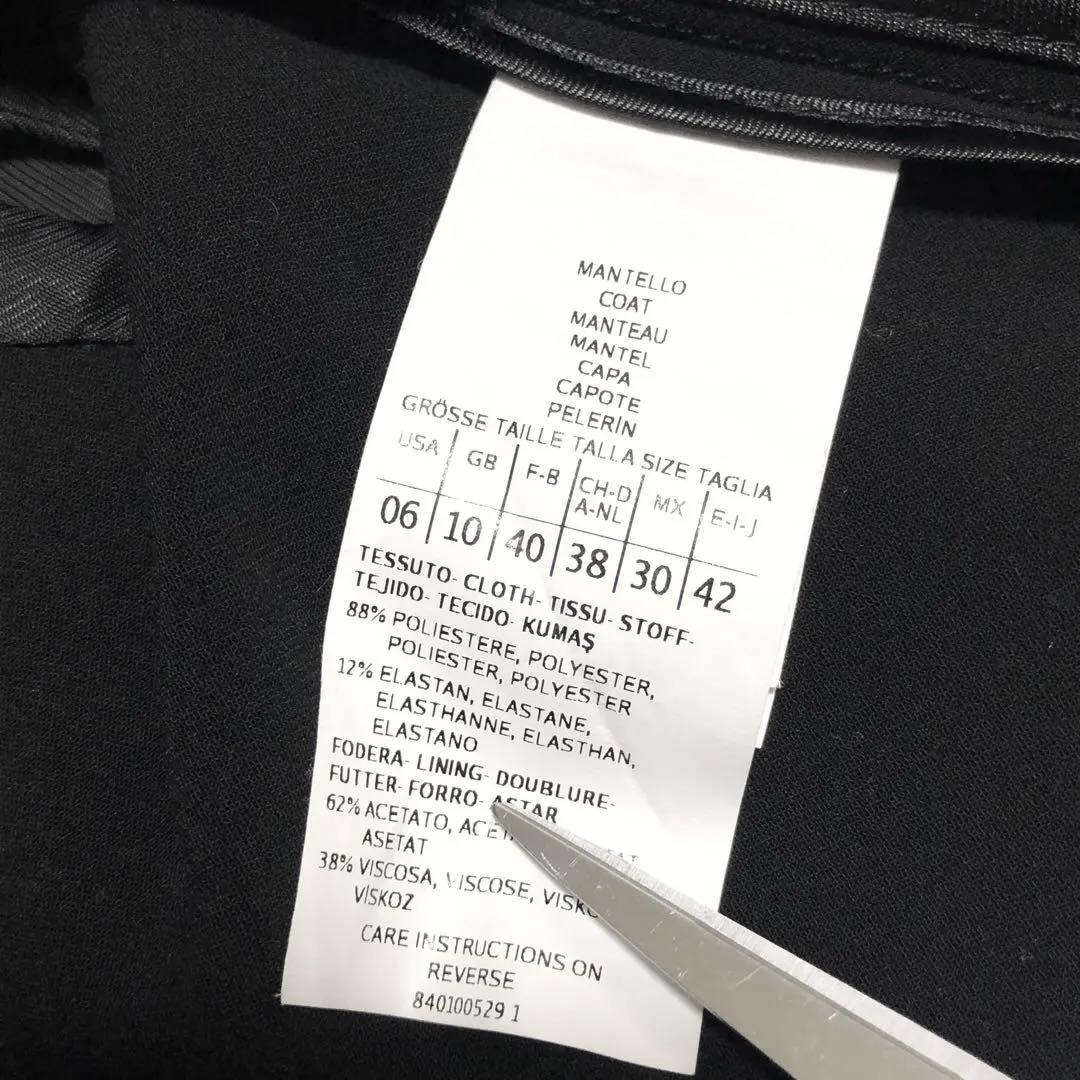 MANTELLO
COAT
MANTEAU
MANTEL
CAPA
CAPOTE
PELERİN
GRÖSSE TAILLE TALLA SIZE TAGLIA
USA GB F-B CH-D A-NL MX E-I-J
06 10 40 38 30 42
TESSUTO- CLOTH- TISSU- STOFF-
TEJIDO- TECIDO- KUMAŞ
88% POLIESTERE, POLYESTER,
POLIESTER, POLYESTER
12% ELASTAN, ELASTANE,
ELASTHANNE, ELASTHAN,
ELASTANO
FODERA- LINING- DOUBLURE-
FUTTER- FORRO- ASTAR
62% ACETATO,
ASETAT
38% VISCOSA, VISCOSE,
VİSKOZ
CARE INSTRUCTIONS ON
REVERSE
840100529 1